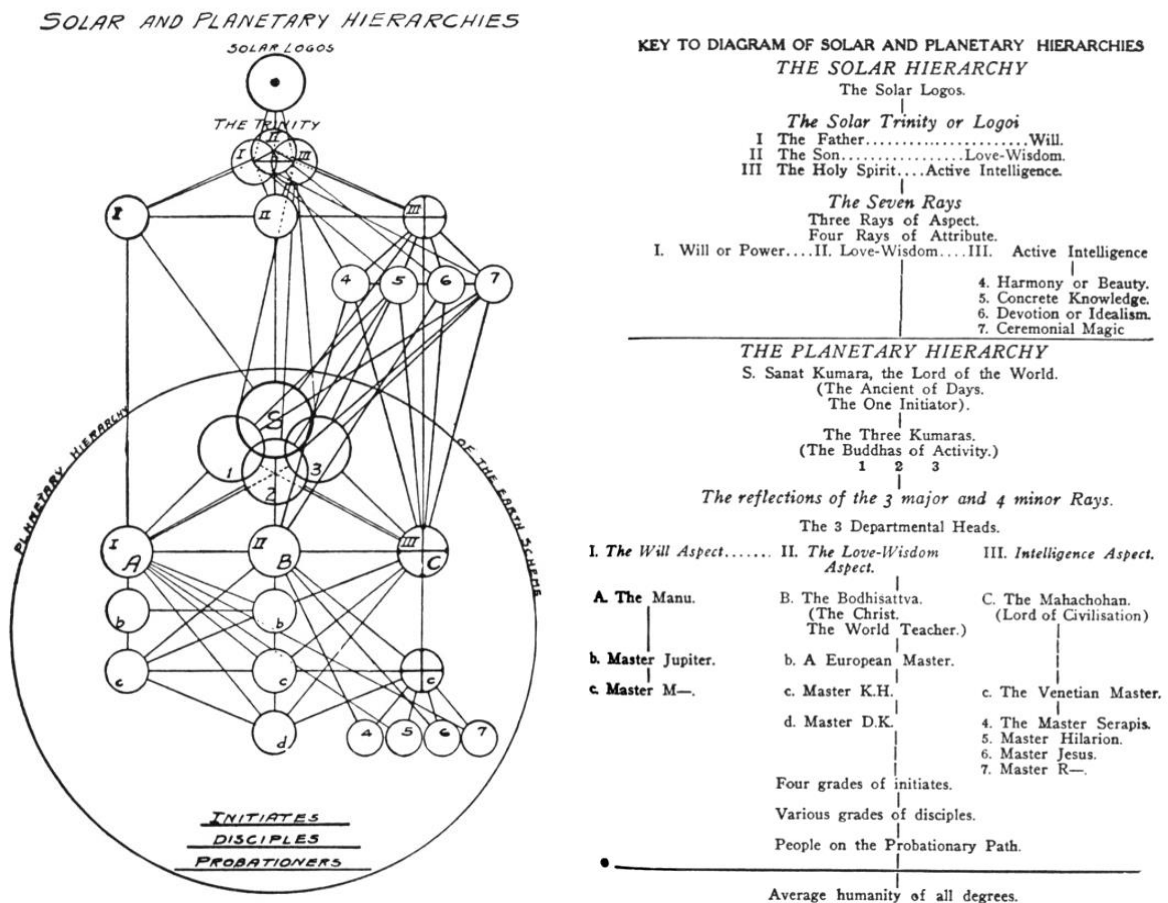 SOLAR AND PLANETARY HIERARCHIES
SOLAR LOGOS
THE TRINITY
II
I III
I II III
4 5 6 7
PLANETARY HIERARCHY
OF THE EARTH SCHEME
S
1 3
2
I II III
A B C
b b
c c c
d 4 5 6 7
INITIATES
DISCIPLES
PROBATIONERS
KEY TO DIAGRAM OF SOLAR AND PLANETARY HIERARCHIES
THE SOLAR HIERARCHY
The Solar Logos.
The Solar Trinity or Logoi
I The Father......................Will.
II The Son................Love-Wisdom.
III The Holy Spirit....Active Intelligence.
The Seven Rays
Three Rays of Aspect.
Four Rays of Attribute.
I. Will or Power....II. Love-Wisdom....III. Active Intelligence
4. Harmony or Beauty.
5. Concrete Knowledge.
6. Devotion or Idealism.
7. Ceremonial Magic
THE PLANETARY HIERARCHY
S. Sanat Kumara, the Lord of the World.
(The Ancient of Days.
The One Initiator).
The Three Kumaras.
(The Buddhas of Activity.)
1 2 3
The reflections of the 3 major and 4 minor Rays.
The 3 Departmental Heads.
I. The Will Aspect....... II. The Love-Wisdom III. Intelligence Aspect.
Aspect.
A. The Manu. B. The Bodhisattva. C. The Mahachohan.
(The Christ. (Lord of Civilisation)
The World Teacher.)
b. Master Jupiter. b. A European Master.
c. Master M—. c. Master K.H. c. The Venetian Master.
d. Master D.K. 4. The Master Serapis.
5. Master Hilarion.
6. Master Jesus.
7. Master R—.
Four grades of initiates.
Various grades of disciples.
People on the Probationary Path.
Average humanity of all degrees.